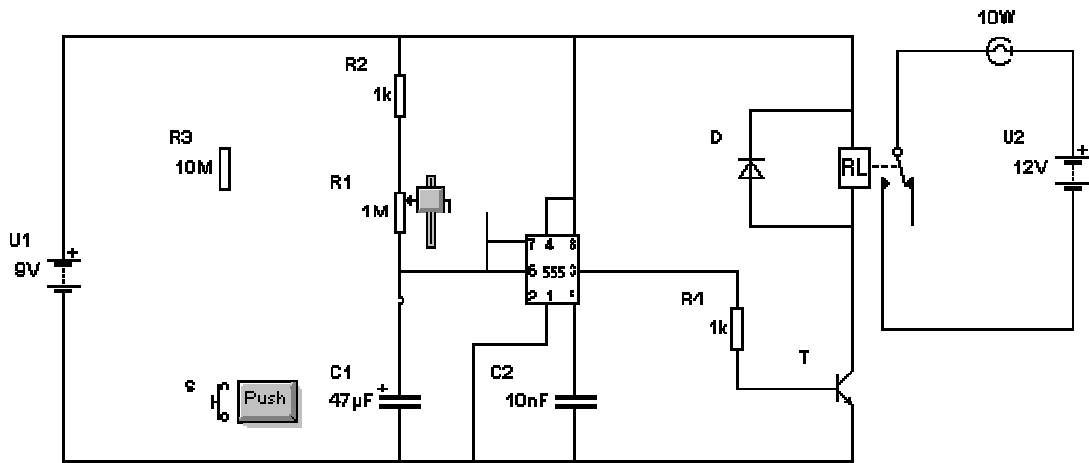 10W
R2
1k
R3
10M
D
U2
12V
RL
R1
1M
U1
9V
7 4 8
6 555 3
2 1
R4
1k
T
C1
47µF
C2
10nF
Push